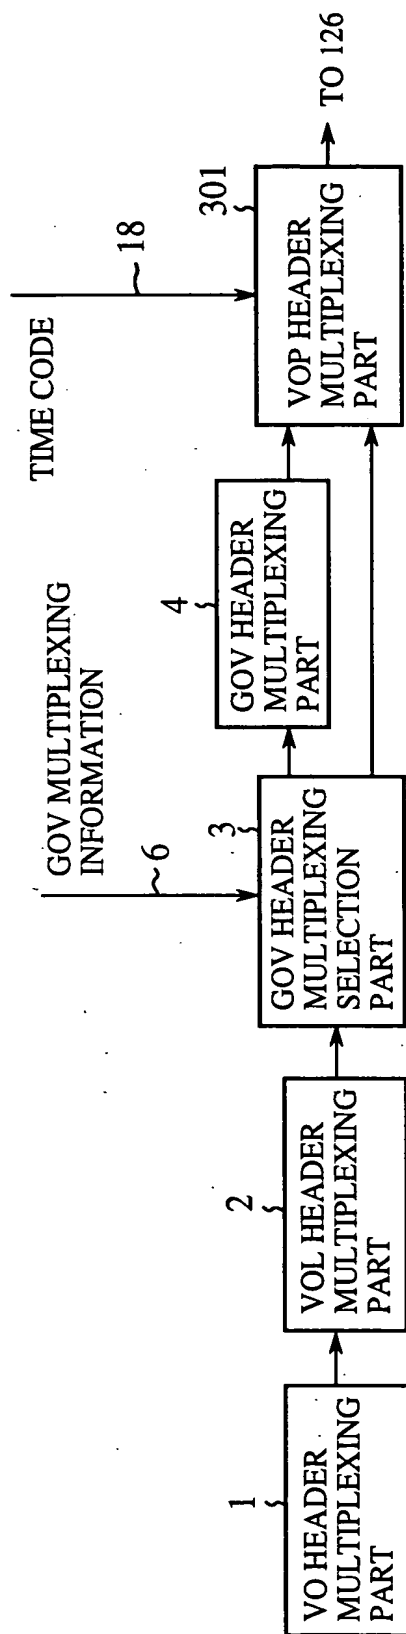 1
VO HEADER
MULTIPLEXING
PART
2
VOL HEADER
MULTIPLEXING
PART
GOV MULTIPLEXING
INFORMATION
6
3
GOV HEADER
MULTIPLEXING
SELECTION
PART
4
GOV HEADER
MULTIPLEXING
PART
TIME CODE
18
301
VOP HEADER
MULTIPLEXING
PART
TO 126